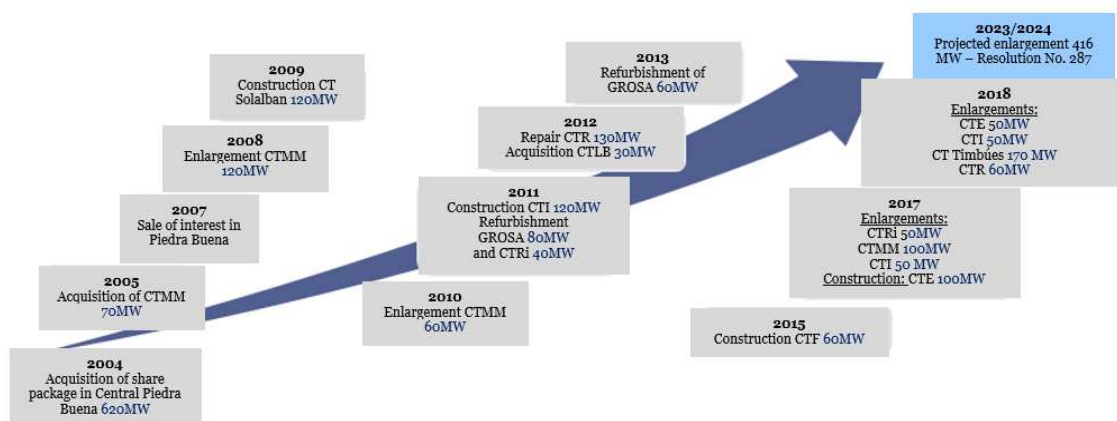 2004
Acquisition of share
package in Central Piedra
Buena 620MW
2005
Acquisition of CTMM
70MW
2007
Sale of interest in
Piedra Buena
2008
Enlargement CTMM
120MW
2009
Construction CT
Solalban 120MW
2010
Enlargement CTMM
60MW
2011
Construction CTI 120MW
Refurbishment
GROSA 80MW
and CTRi 40MW
2012
Repair CTR 130MW
Acquisition CTLB 30MW
2013
Refurbishment of
GROSA 60MW
2015
Construction CTF 60MW
2017
Enlargements:
CTRi 50MW
CTMM 100MW
CTI 50 MW
Construction: CTE 100MW
2018
Enlargements:
CTE 50MW
CTI 50MW
CT Timbúes 170 MW
CTR 60MW
2023/2024
Projected enlargement 416
MW – Resolution No. 287